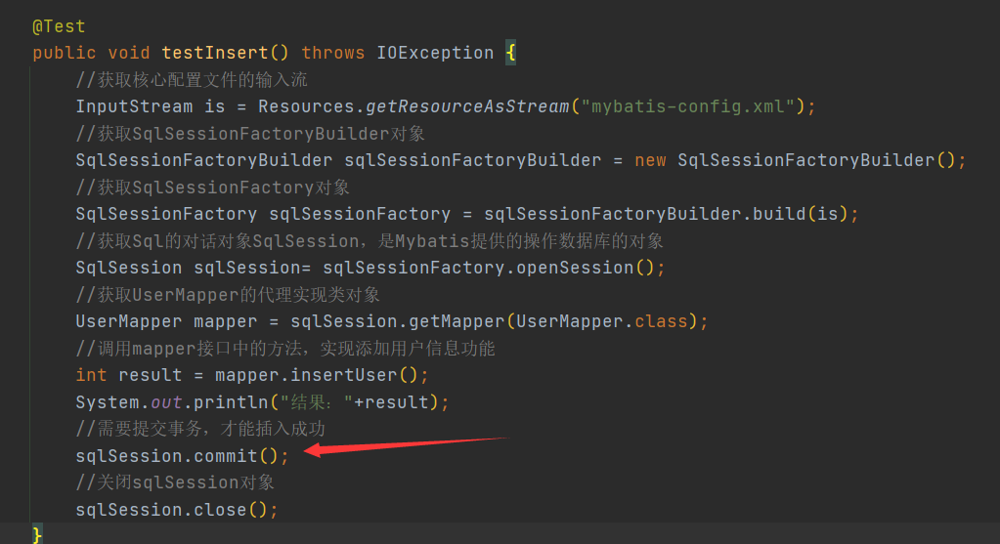 @Test
public void testInsert() throws IOException {
//获取核心配置文件的输入流
InputStream is = Resources.getResourceAsStream("mybatis-config.xml");
//获取SqlSessionFactoryBuilder对象
SqlSessionFactoryBuilder sqlSessionFactoryBuilder = new SqlSessionFactoryBuilder();
//获取SqlSessionFactory对象
SqlSessionFactory sqlSessionFactory = sqlSessionFactoryBuilder.build(is);
//获取Sql的对话对象SqlSession，是Mybatis提供的操作数据库的对象
SqlSession sqlSession= sqlSessionFactory.openSession();
//获取UserMapper的代理实现类对象
UserMapper mapper = sqlSession.getMapper(UserMapper.class);
//调用mapper接口中的方法，实现添加用户信息功能
int result = mapper.insertUser();
System.out.println("结果："+result);
//需要提交事务，才能插入成功
sqlSession.commit();
//关闭sqlSession对象
sqlSession.close();
}